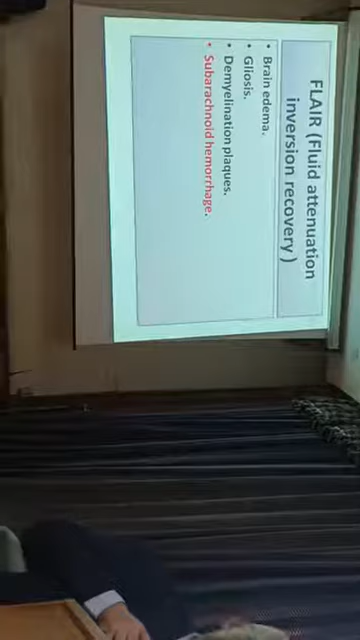 FLAIR (Fluid attenuation
inversion recovery)
• Brain edema.
• Gliosis.
• Demyelination plaques.
• Subarachnoid hemorrhage.